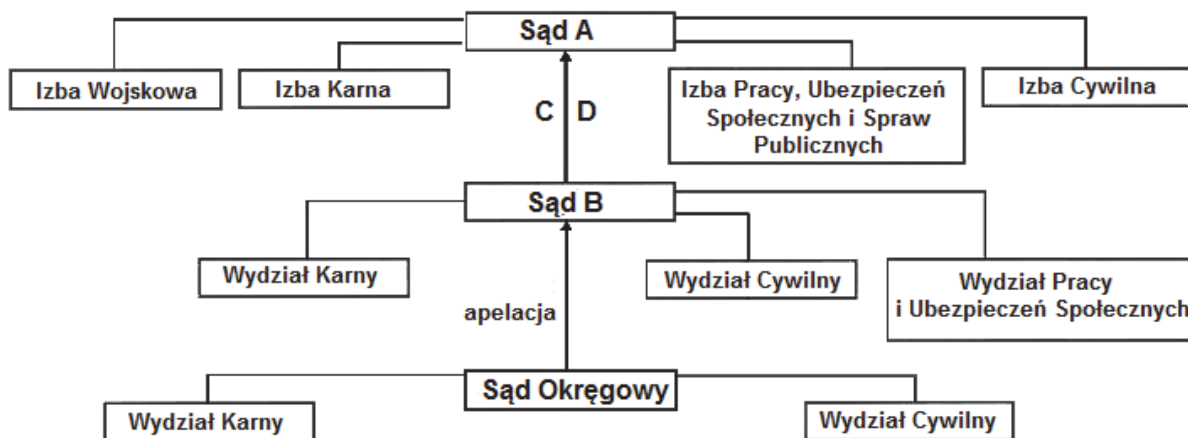 Sąd A
Izba Wojskowa
Izba Karna
Izba Pracy, Ubezpieczeń
Społecznych i Spraw
Publicznych
Izba Cywilna
C D
Sąd B
Wydział Karny
Wydział Cywilny
Wydział Pracy
i Ubezpieczeń Społecznych
apelacja
Sąd Okręgowy
Wydział Karny
Wydział Cywilny